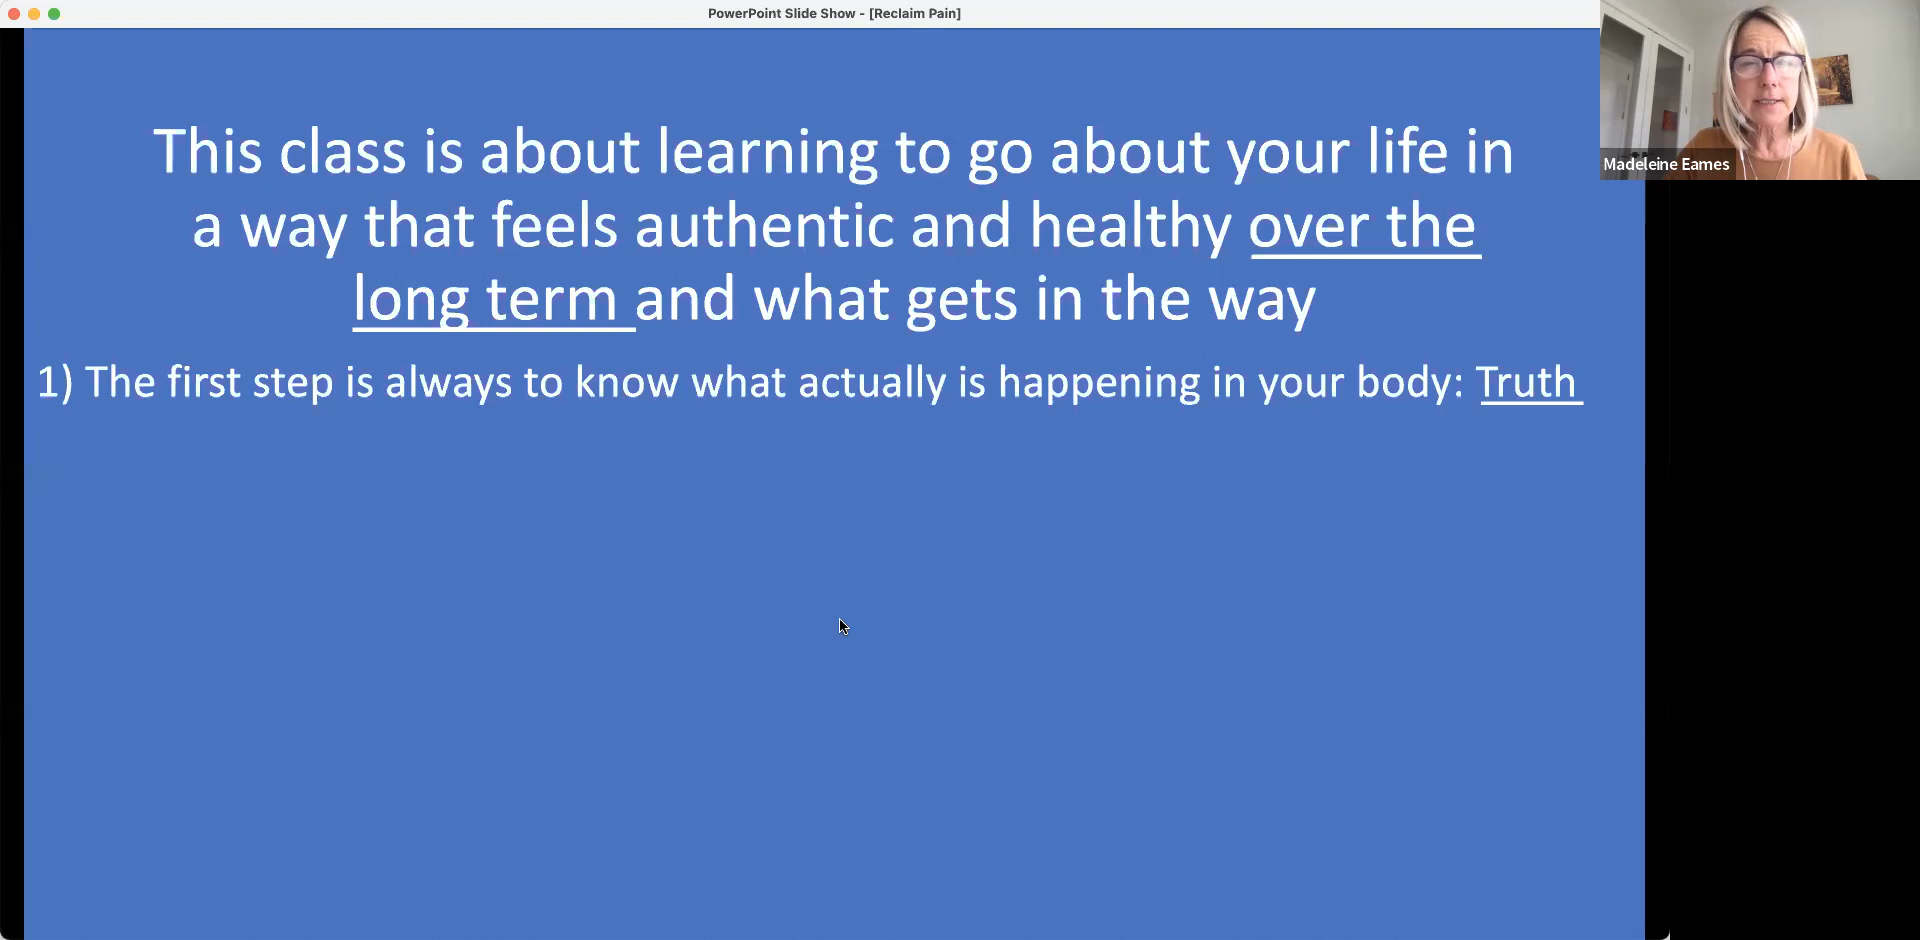 PowerPoint Slide Show - [Reclaim Pain]
Madeleine Eames
This class is about learning to go about your life in
a way that feels authentic and healthy over the
long term and what gets in the way
1) The first step is always to know what actually is happening in your body: Truth